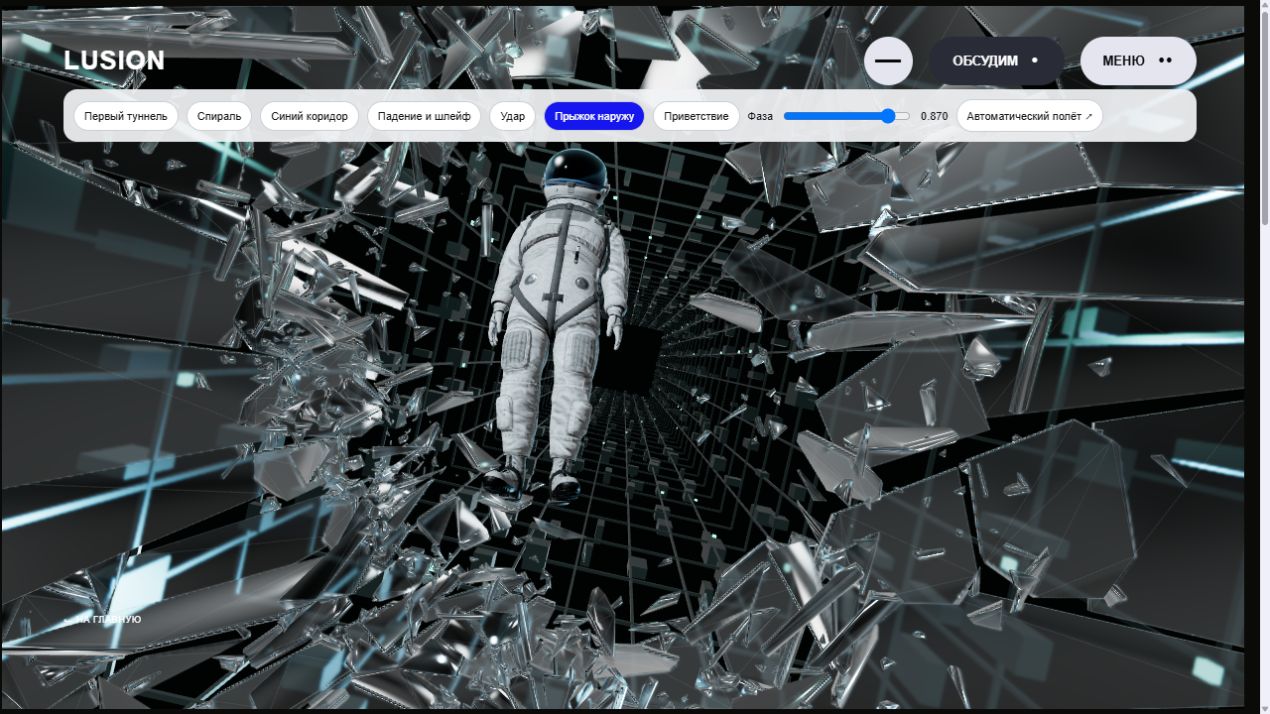 LUSION
ОБСУДИМ
МЕНЮ
Первый туннель Спираль Синий коридор Падение и шлейф Удар Прыжок наружу Приветствие Фаза 0.870 Автоматический полёт ↗
НА ГЛАВНУЮ